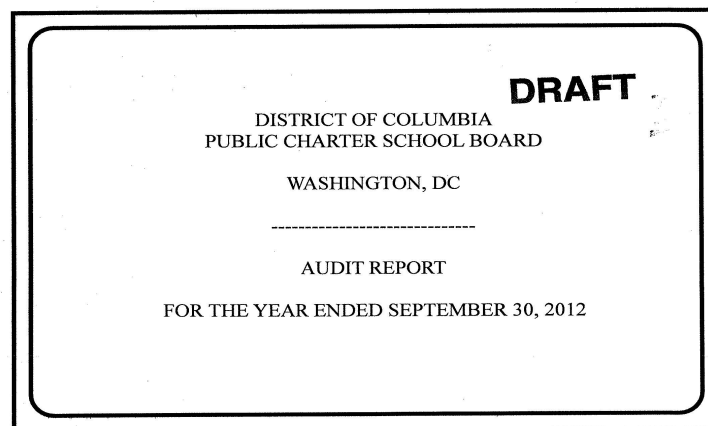 DRAFT
DISTRICT OF COLUMBIA
PUBLIC CHARTER SCHOOL BOARD
WASHINGTON, DC
------------------------------
AUDIT REPORT
FOR THE YEAR ENDED SEPTEMBER 30, 2012